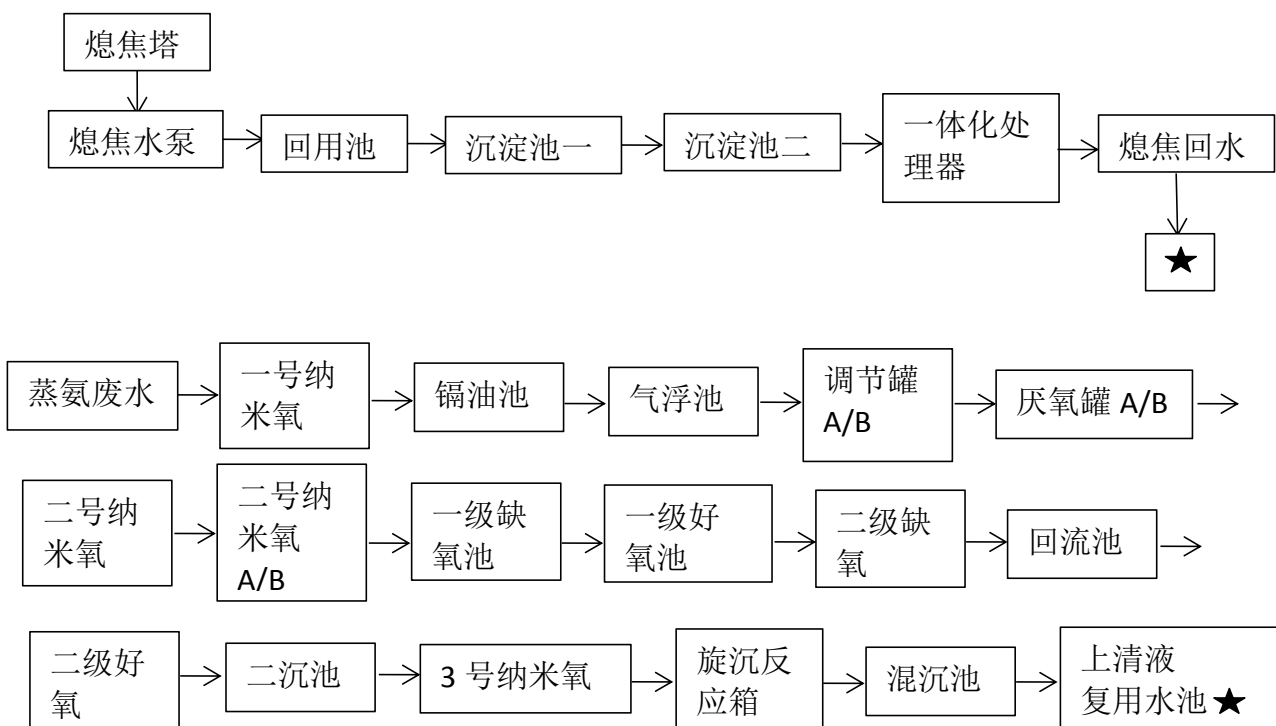 熄焦塔
熄焦水泵
回用池
沉淀池一
沉淀池二
一体化处
理器
熄焦回水
★
蒸氨废水
一号纳
米氧
镉油池
气浮池
调节罐
A/B
厌氧罐 A/B
二号纳
米氧
二号纳
米氧
A/B
一级缺
氧池
一级好
氧池
二级缺
氧
回流池
二级好
氧
二沉池
3 号纳米氧
旋沉反
应箱
混沉池
上清液
复用水池★